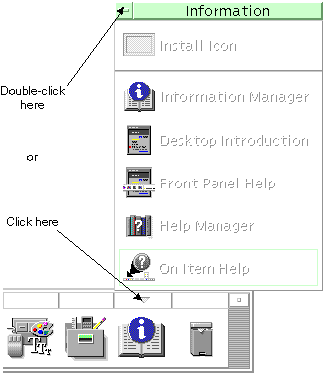 Information
Install Icon
Double-click
here
Information Manager
Desktop Introduction
or
Front Panel Help
Click here
Help Manager
On Item Help